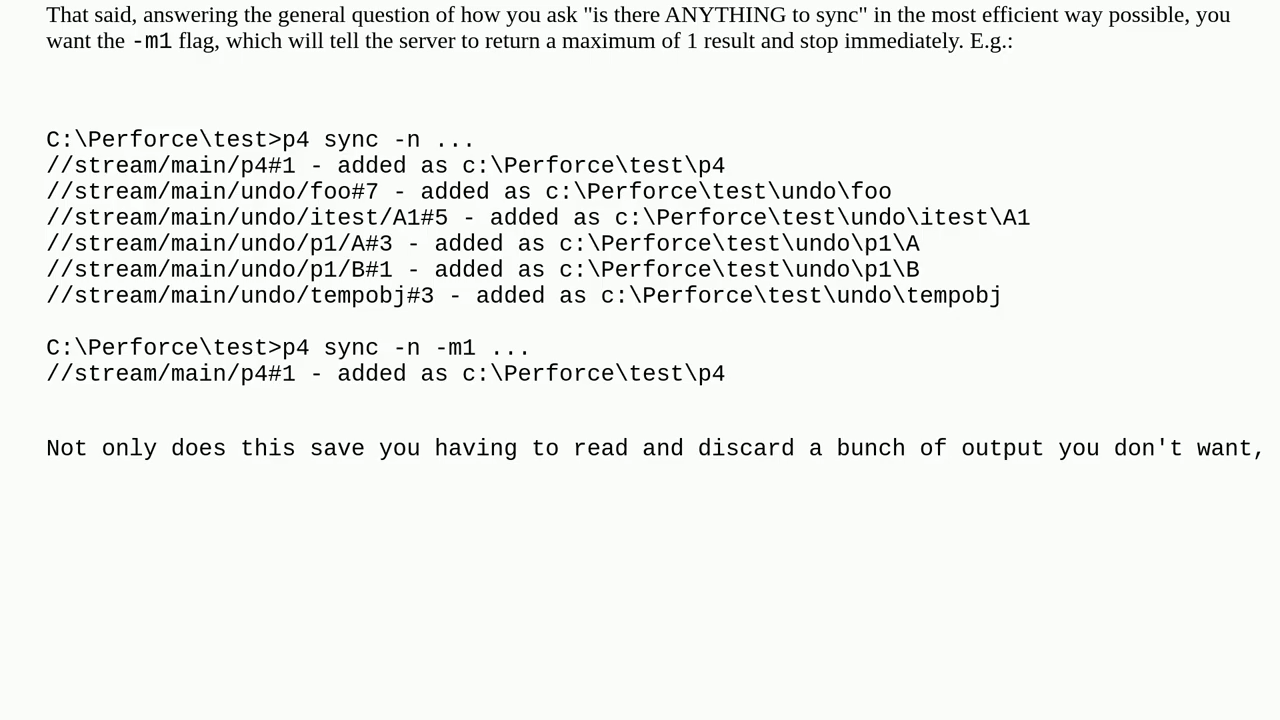 That said, answering the general question of how you ask "is there ANYTHING to sync" in the most efficient way possible, you
want the -m1 flag, which will tell the server to return a maximum of 1 result and stop immediately. E.g.:
C:\Perforce\test>p4 sync -n ...
//stream/main/p4#1 - added as c:\Perforce\test\p4
//stream/main/undo/foo#7 - added as c:\Perforce\test\undo\foo
//stream/main/undo/itest/A1#5 - added as c:\Perforce\test\undo\itest\A1
//stream/main/undo/p1/A#3 - added as c:\Perforce\test\undo\p1\A
//stream/main/undo/p1/B#1 - added as c:\Perforce\test\undo\p1\B
//stream/main/undo/tempobj#3 - added as c:\Perforce\test\undo\tempobj
C:\Perforce\test>p4 sync -n -m1 ...
//stream/main/p4#1 - added as c:\Perforce\test\p4
Not only does this save you having to read and discard a bunch of output you don't want,